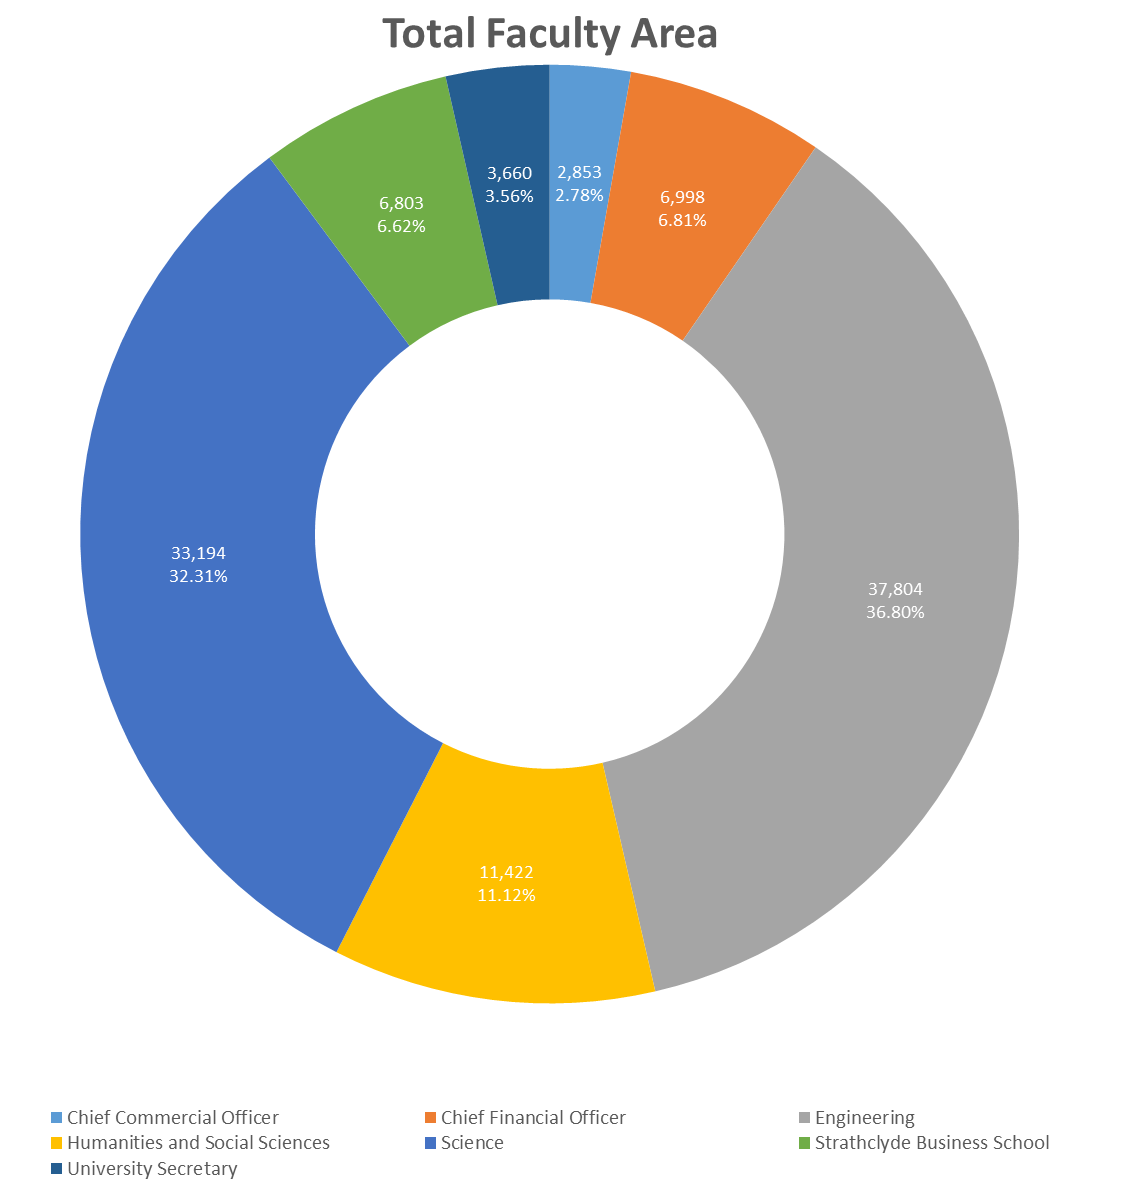 Total Faculty Area
2,853
2.78%
6,998
6.81%
37,804
36.80%
11,422
11.12%
33,194
32.31%
6,803
6.62%
3,660
3.56%
Chief Commercial Officer
Chief Financial Officer
Engineering
Humanities and Social Sciences
Science
Strathclyde Business School
University Secretary